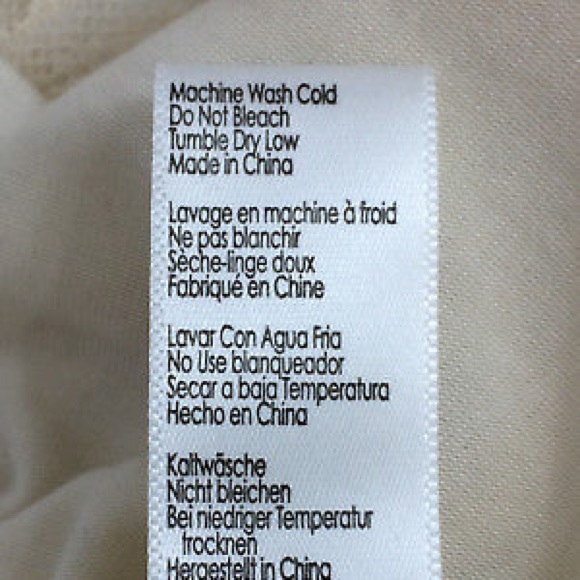 Machine Wash Cold
Do Not Bleach
Tumble Dry Low
Made in China
Lavage en machine à froid
Ne pas blanchir
Sèche-linge doux
Fabriqué en Chine
Lavar Con Agua Fria
No Use blanqueador
Secar a baja Temperatura
Hecho en China
Kaltwäsche
Nicht bleichen
Bei niedriger Temperatur
trocknen
Hergestellt in China